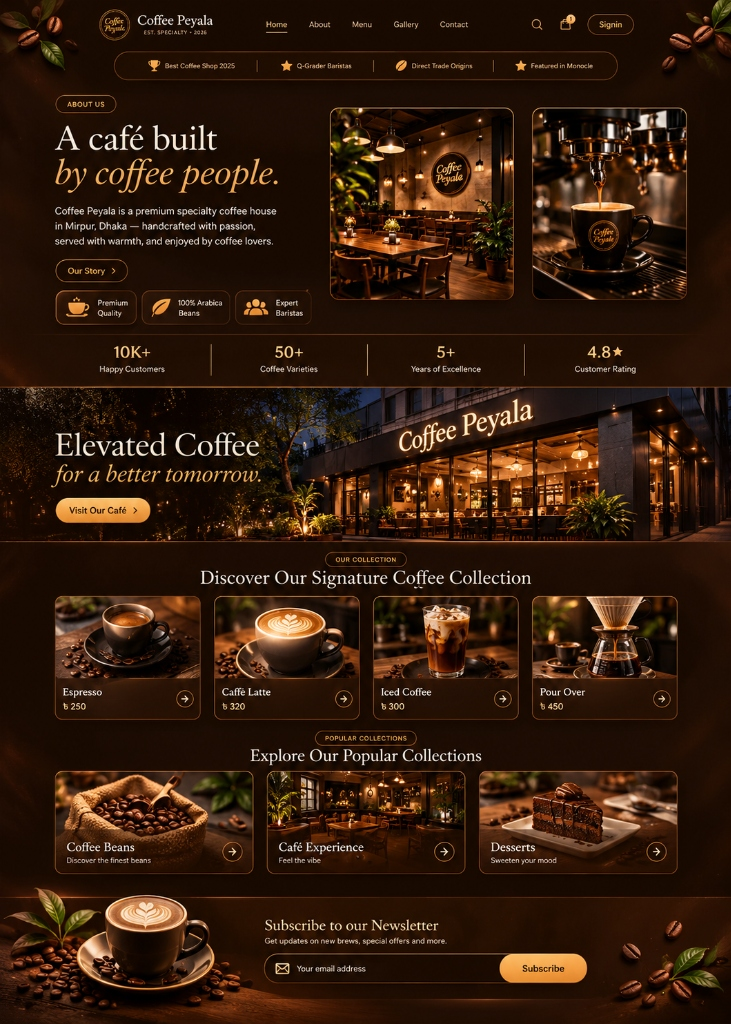 Coffee
Peyala
Coffee Peyala
EST. SPECIALTY • 2026
Home
About
Menu
Gallery
Contact
1
Signin
Best Coffee Shop 2025
Q-Grader Baristas
Direct Trade Origins
Featured in Monocle
ABOUT US
A café built
by coffee people.
Coffee Peyala is a premium specialty coffee house
in Mirpur, Dhaka — handcrafted with passion,
served with warmth, and enjoyed by coffee lovers.
Our Story
Premium
Quality
100% Arabica
Beans
Expert
Baristas
Coffee
Peyala
Coffee
Peyala
10K+
Happy Customers
50+
Coffee Varieties
5+
Years of Excellence
4.8★
Customer Rating
Elevated Coffee
for a better tomorrow.
Visit Our Café
Coffee Peyala
OUR COLLECTION
Discover Our Signature Coffee Collection
Espresso
৳ 250
Caffè Latte
৳ 320
Iced Coffee
৳ 300
Pour Over
৳ 450
POPULAR COLLECTIONS
Explore Our Popular Collections
Coffee Beans
Discover the finest beans
Café Experience
Feel the vibe
Desserts
Sweeten your mood
Subscribe to our Newsletter
Get updates on new brews, special offers and more.
Your email address
Subscribe